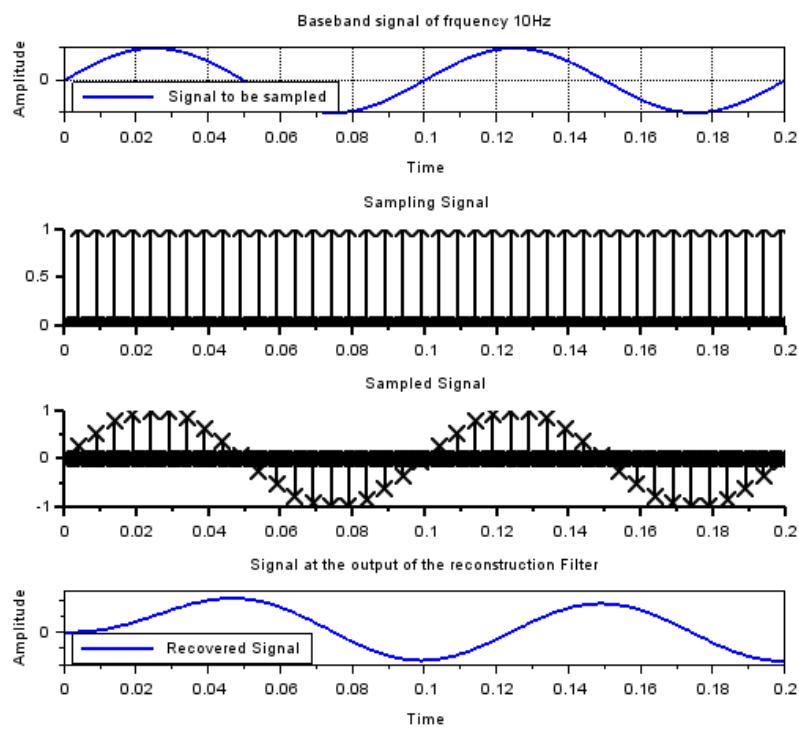 Baseband signal of frquency 10Hz
Amplitude
0
Signal to be sampled
0 0.02 0.04 0.06 0.08 0.1 0.12 0.14 0.16 0.18 0.2
Time
Sampling Signal
1
0.5
0
0 0.02 0.04 0.06 0.08 0.1 0.12 0.14 0.16 0.18 0.2
Sampled Signal
1
0
-1
0 0.02 0.04 0.06 0.08 0.1 0.12 0.14 0.16 0.18 0.2
Signal at the output of the reconstruction Filter
Amplitude
0
Recovered Signal
0 0.02 0.04 0.06 0.08 0.1 0.12 0.14 0.16 0.18 0.2
Time